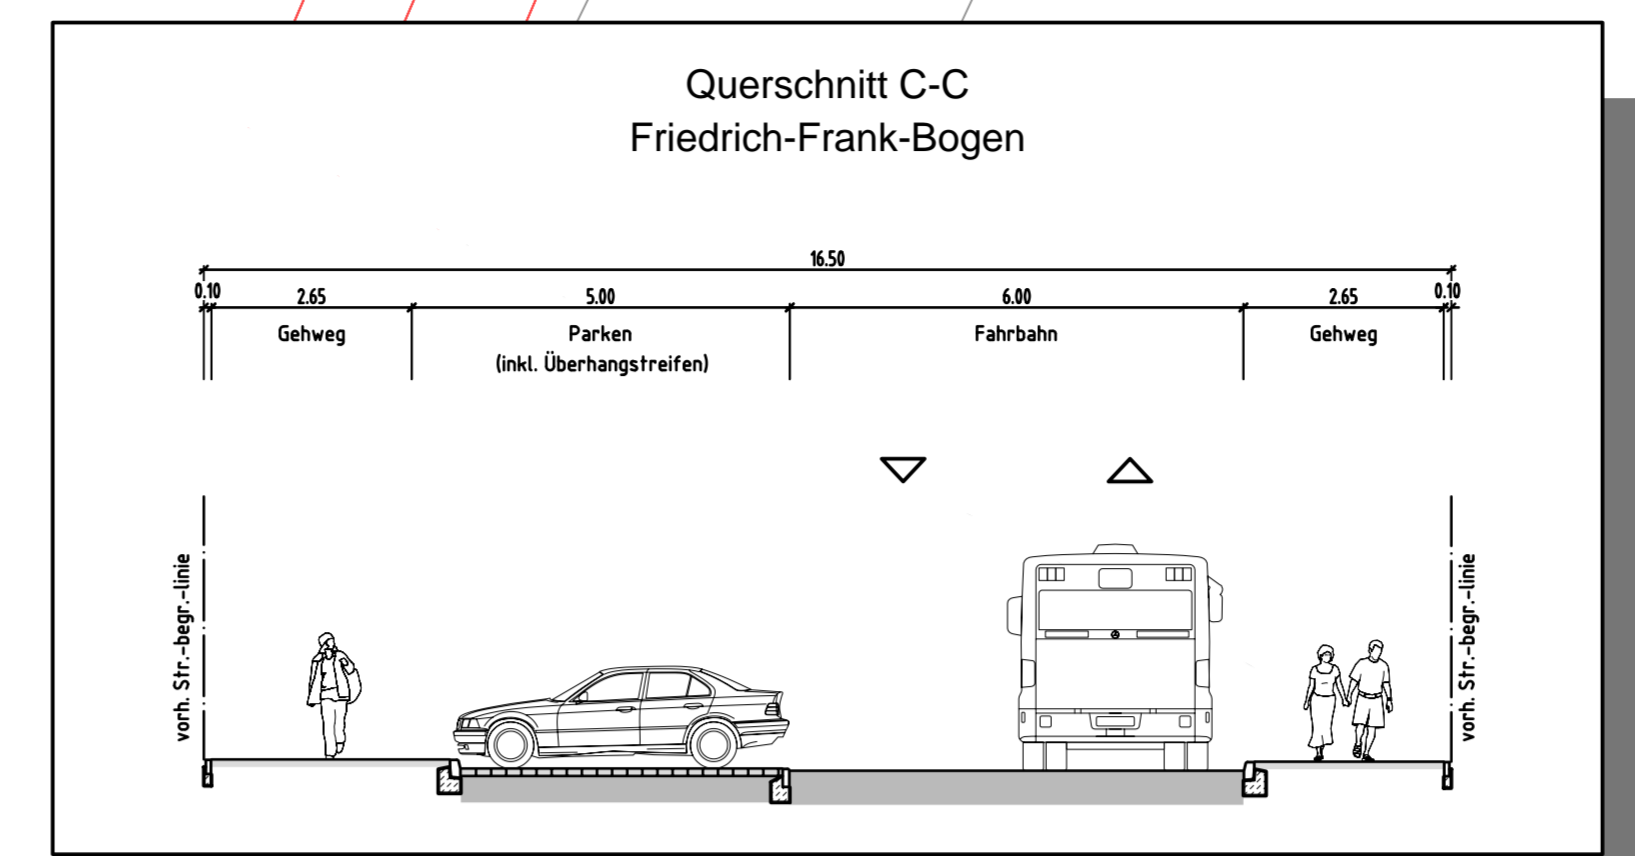 Querschnitt C-C
Friedrich-Frank-Bogen
16.50
0.10 2.65 5.00 6.00 2.65 0.10
Gehweg Parken Fahrbahn Gehweg
(inkl. Überhangstreifen)
vorh. Str.-begr.-linie
vorh. Str.-begr.-linie